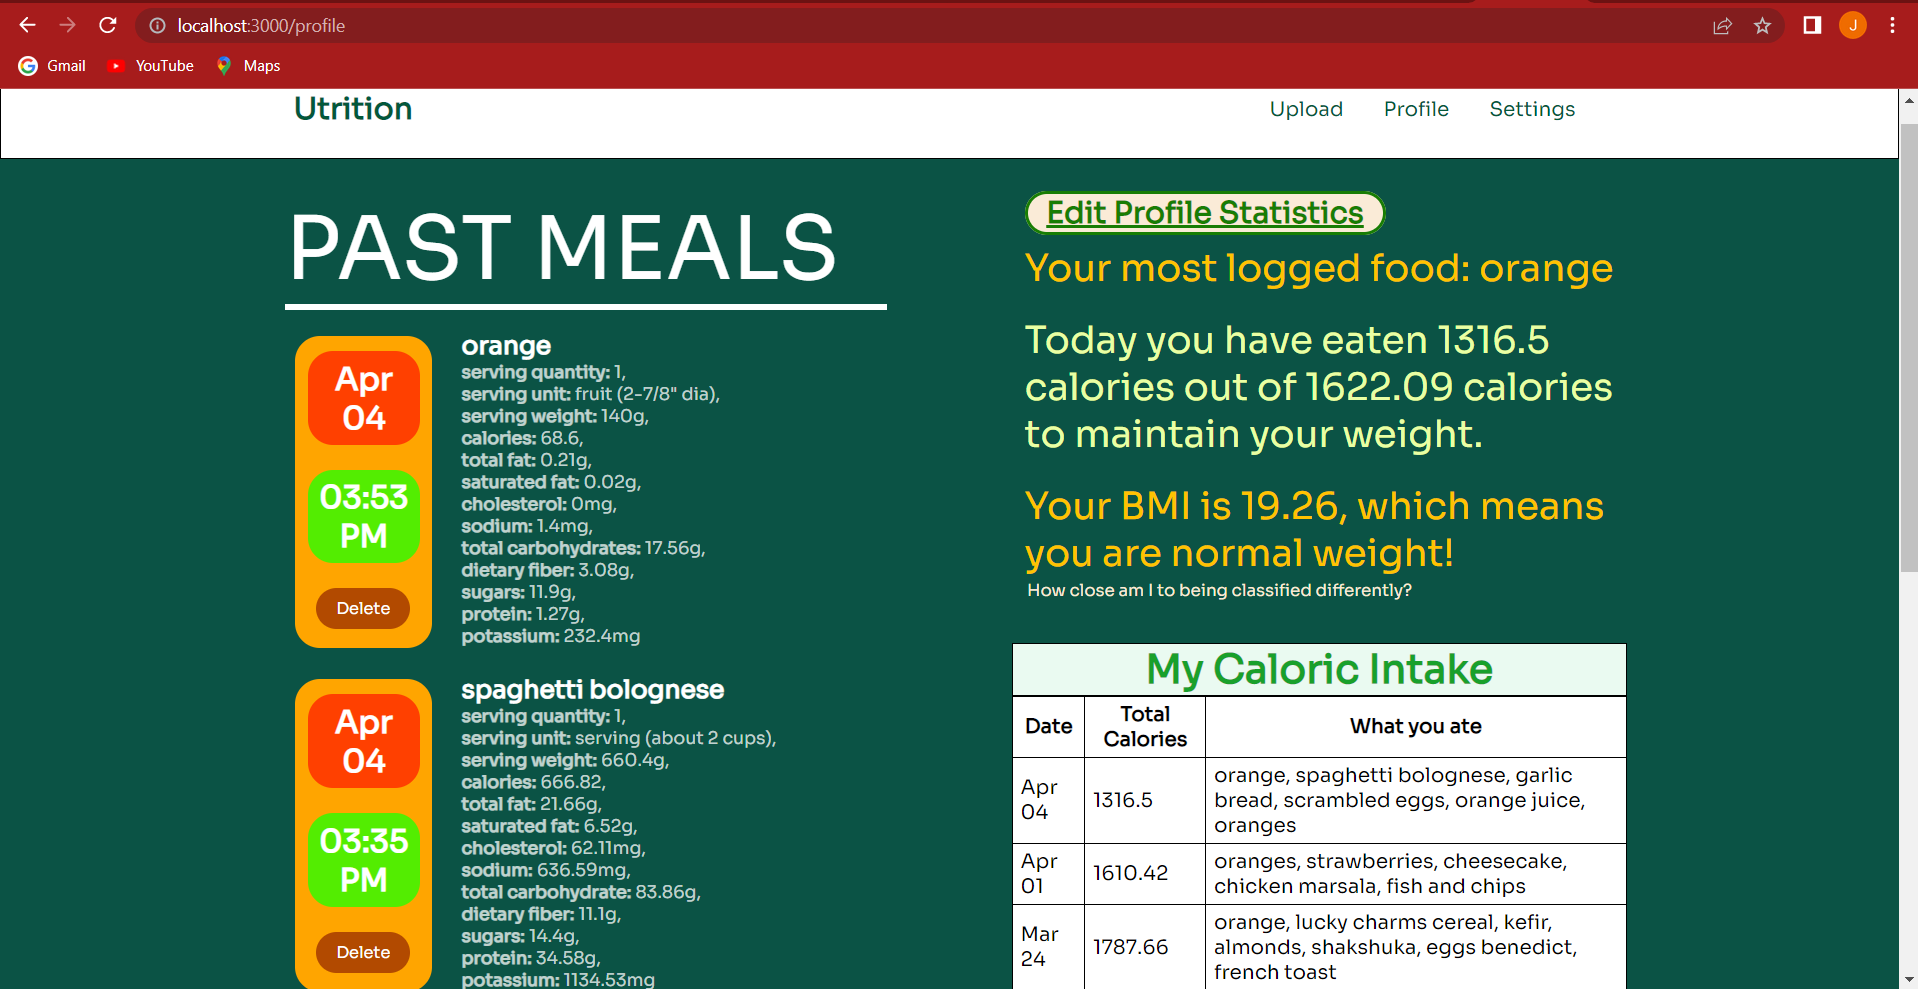 localhost:3000/profile
J
Gmail
YouTube
Maps
Utrition
Upload
Profile
Settings
PAST MEALS
Apr
04
03:53
PM
Delete
orange
serving quantity: 1,
serving unit: fruit (2-7/8" dia),
serving weight: 140g,
calories: 68.6,
total fat: 0.21g,
saturated fat: 0.02g,
cholesterol: 0mg,
sodium: 1.4mg,
total carbohydrates: 17.56g,
dietary fiber: 3.08g,
sugars: 11.9g,
protein: 1.27g,
potassium: 232.4mg
Apr
04
03:35
PM
Delete
spaghetti bolognese
serving quantity: 1,
serving unit: serving (about 2 cups),
serving weight: 660.4g,
calories: 666.82,
total fat: 21.66g,
saturated fat: 6.52g,
cholesterol: 62.11mg,
sodium: 636.59mg,
total carbohydrate: 83.86g,
dietary fiber: 11.1g,
sugars: 14.4g,
protein: 34.58g,
potassium: 1134.53mg
Edit Profile Statistics
Your most logged food: orange
Today you have eaten 1316.5
calories out of 1622.09 calories
to maintain your weight.
Your BMI is 19.26, which means
you are normal weight!
How close am I to being classified differently?
My Caloric Intake
Date
Total
Calories
What you ate
Apr
04
1316.5
orange, spaghetti bolognese, garlic
bread, scrambled eggs, orange juice,
oranges
Apr
01
1610.42
oranges, strawberries, cheesecake,
chicken marsala, fish and chips
Mar
24
1787.66
orange, lucky charms cereal, kefir,
almonds, shakshuka, eggs benedict,
french toast